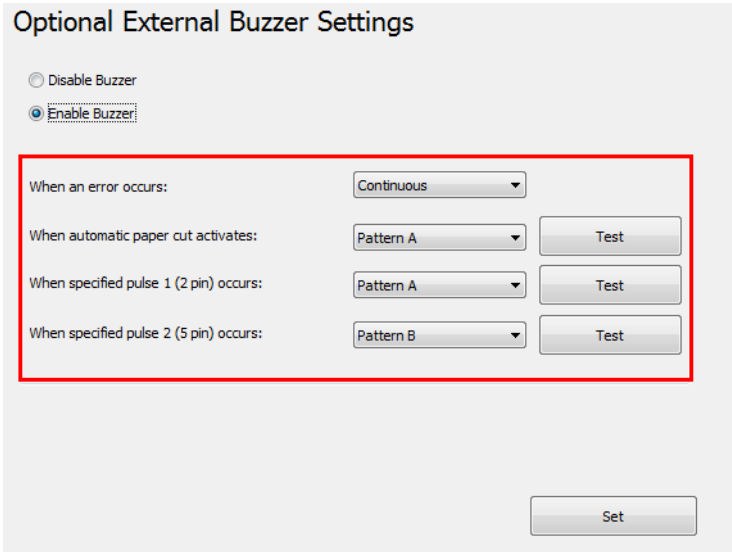 Optional External Buzzer Settings
Disable Buzzer
Enable Buzzer
When an error occurs: Continuous
When automatic paper cut activates: Pattern A Test
When specified pulse 1 (2 pin) occurs: Pattern A Test
When specified pulse 2 (5 pin) occurs: Pattern B Test
Set